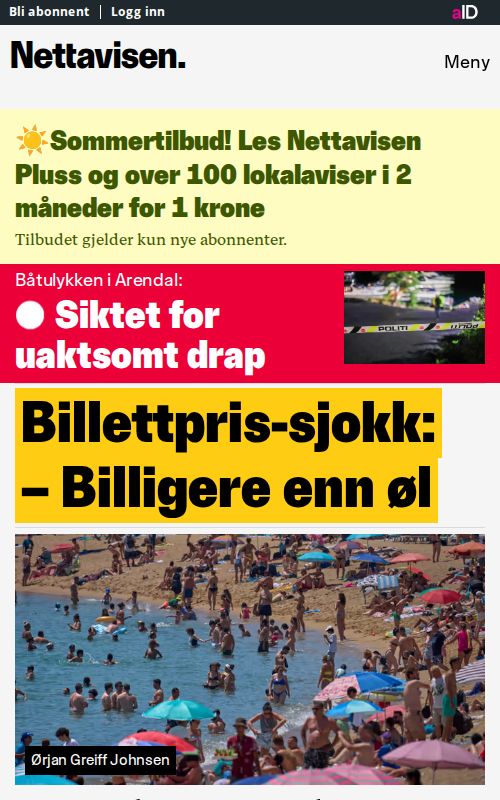 Bli abonnent | Logg inn
aID
Nettavisen.
Meny
☀️Sommertilbud! Les Nettavisen
Pluss og over 100 lokalaviser i 2
måneder for 1 krone
Tilbudet gjelder kun nye abonnenter.
Båtulykken i Arendal:
Siktet for
uaktsomt drap
POLITI
POLITI
Billettpris-sjokk:
– Billigere enn øl
Ørjan Greiff Johnsen